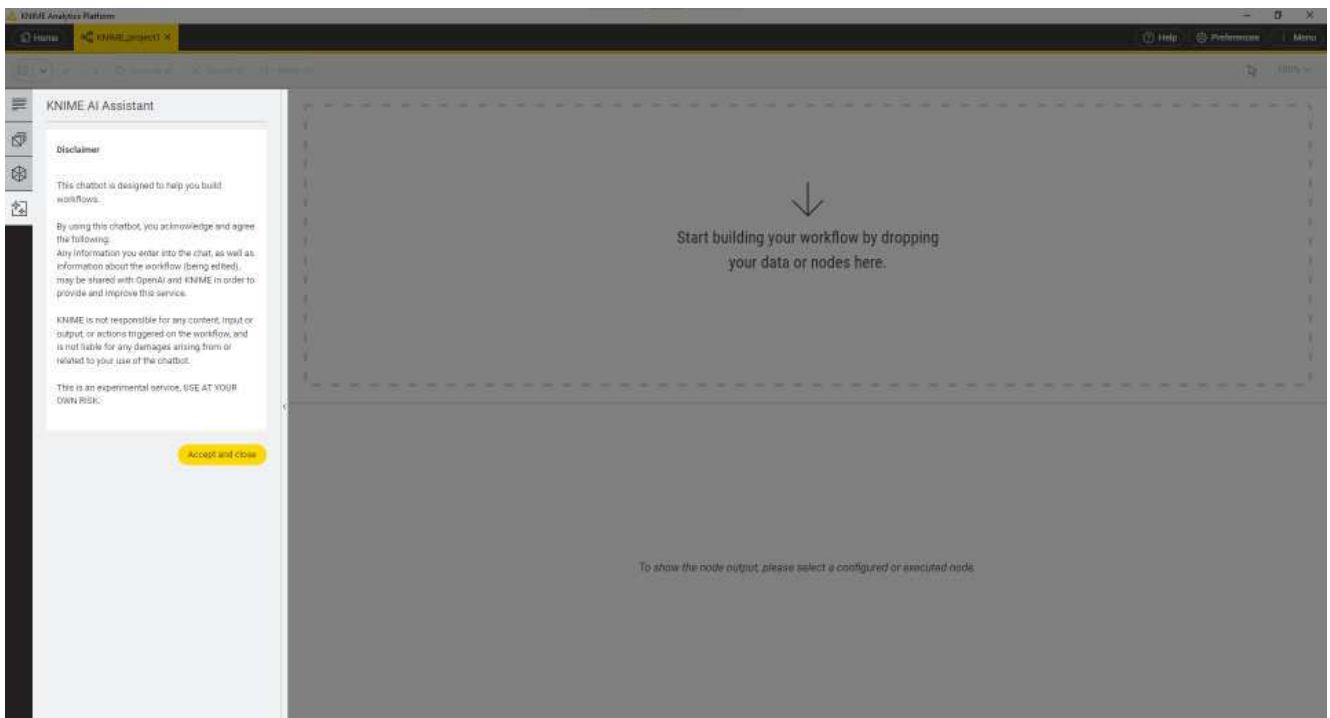 KNIME Analytics Platform
Home
KNIME_project1
Help
Preferences
Menu
100%
KNIME AI Assistant
Disclaimer
This chatbot is designed to help you build
workflows.
By using this chatbot, you acknowledge and agree
the following:
Any information you enter into the chat, as well as
information about the workflow (being edited),
may be shared with OpenAI and KNIME in order to
provide and improve this service.
KNIME is not responsible for any content, input or
output, or actions triggered on the workflow, and
is not liable for any damages arising from or
related to your use of the chatbot.
This is an experimental service, USE AT YOUR
OWN RISK.
Accept and close
Start building your workflow by dropping
your data or nodes here.
To show the node output, please select a configured or executed node.